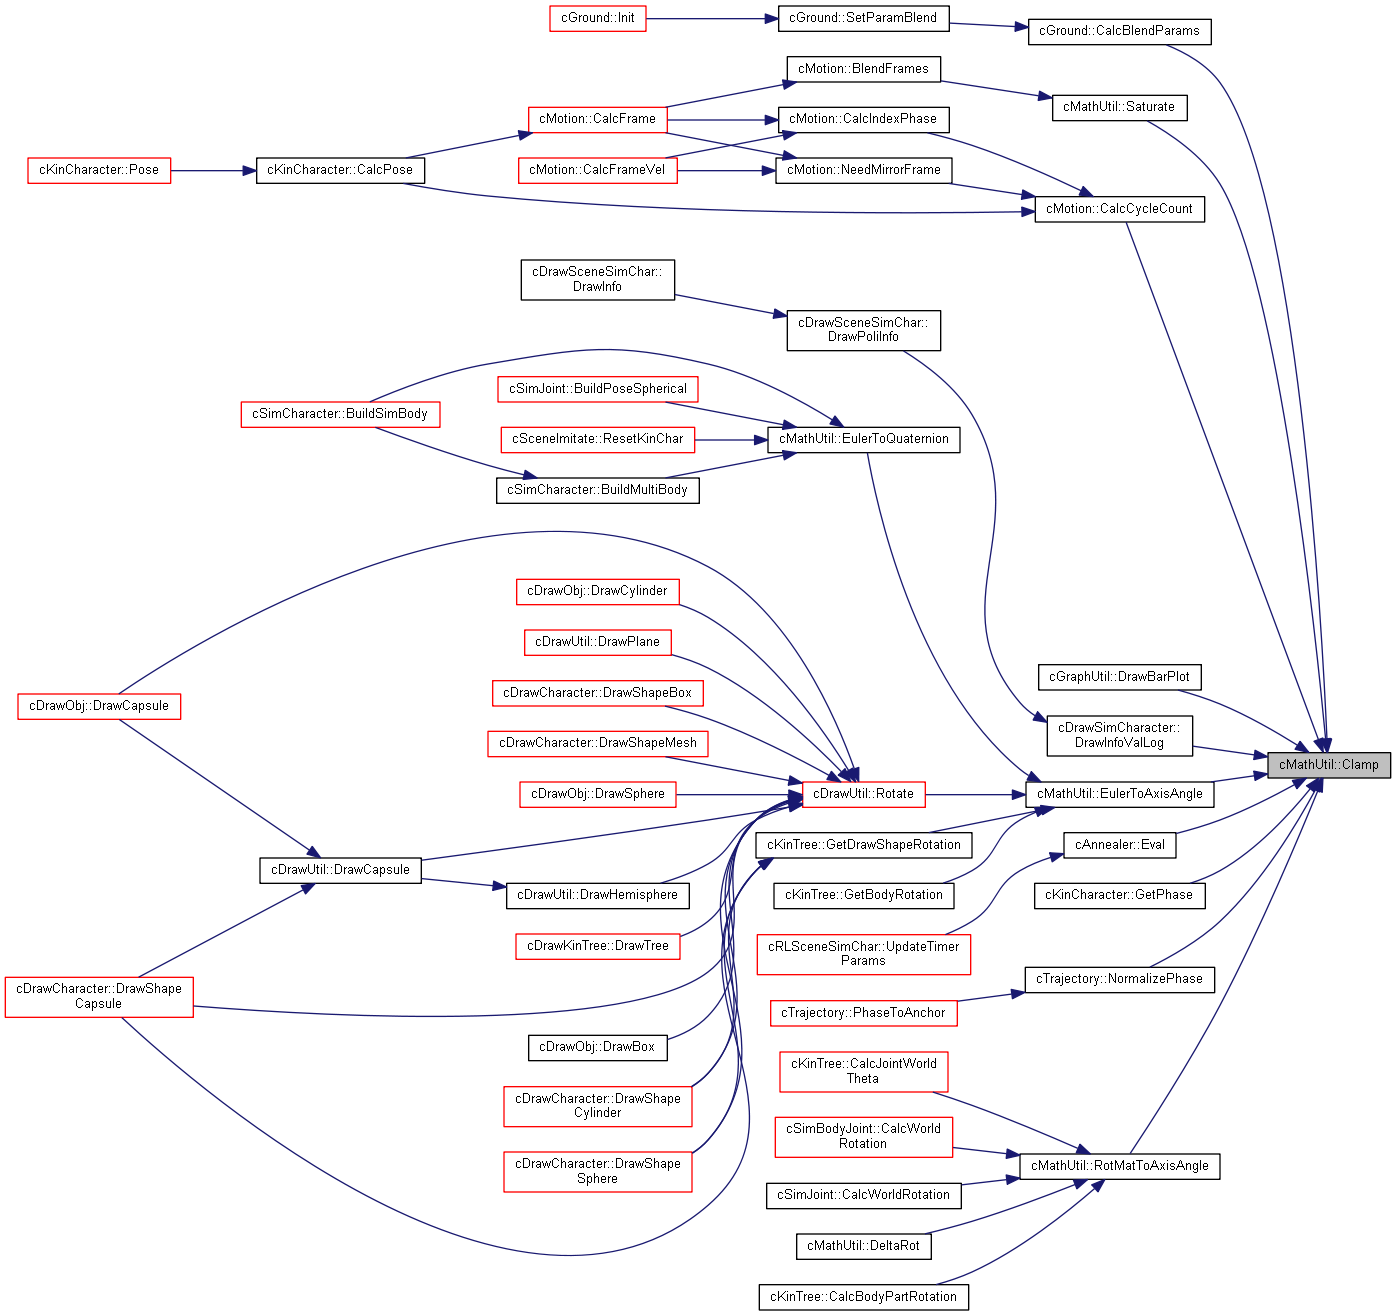 cGround::Init
cGround::SetParamBlend
cGround::CalcBlendParams
cMotion::BlendFrames
cMathUtil::Saturate
cMotion::CalcFrame
cMotion::CalcIndexPhase
cKinCharacter::Pose
cKinCharacter::CalcPose
cMotion::CalcFrameVel
cMotion::NeedMirrorFrame
cMotion::CalcCycleCount
cDrawSceneSimChar::
DrawInfo
cDrawSceneSimChar::
DrawPoliInfo
cSimJoint::BuildPoseSpherical
cSimCharacter::BuildSimBody
cSceneImitate::ResetKinChar
cMathUtil::EulerToQuaternion
cSimCharacter::BuildMultiBody
cDrawObj::DrawCylinder
cDrawUtil::DrawPlane
cGraphUtil::DrawBarPlot
cDrawCharacter::DrawShapeBox
cDrawObj::DrawCapsule
cDrawSimCharacter::
DrawInfoValLog
cDrawCharacter::DrawShapeMesh
cMathUtil::Clamp
cDrawObj::DrawSphere
cDrawUtil::Rotate
cMathUtil::EulerToAxisAngle
cKinTree::GetDrawShapeRotation
cAnnealer::Eval
cDrawUtil::DrawCapsule
cDrawUtil::DrawHemisphere
cKinTree::GetBodyRotation
cKinCharacter::GetPhase
cDrawKinTree::DrawTree
cRLSceneSimChar::UpdateTimer
Params
cTrajectory::NormalizePhase
cDrawCharacter::DrawShape
Capsule
cTrajectory::PhaseToAnchor
cDrawObj::DrawBox
cKinTree::CalcJointWorld
Theta
cDrawCharacter::DrawShape
Cylinder
cSimBodyJoint::CalcWorld
Rotation
cDrawCharacter::DrawShape
Sphere
cMathUtil::RotMatToAxisAngle
cSimJoint::CalcWorldRotation
cMathUtil::DeltaRot
cKinTree::CalcBodyPartRotation